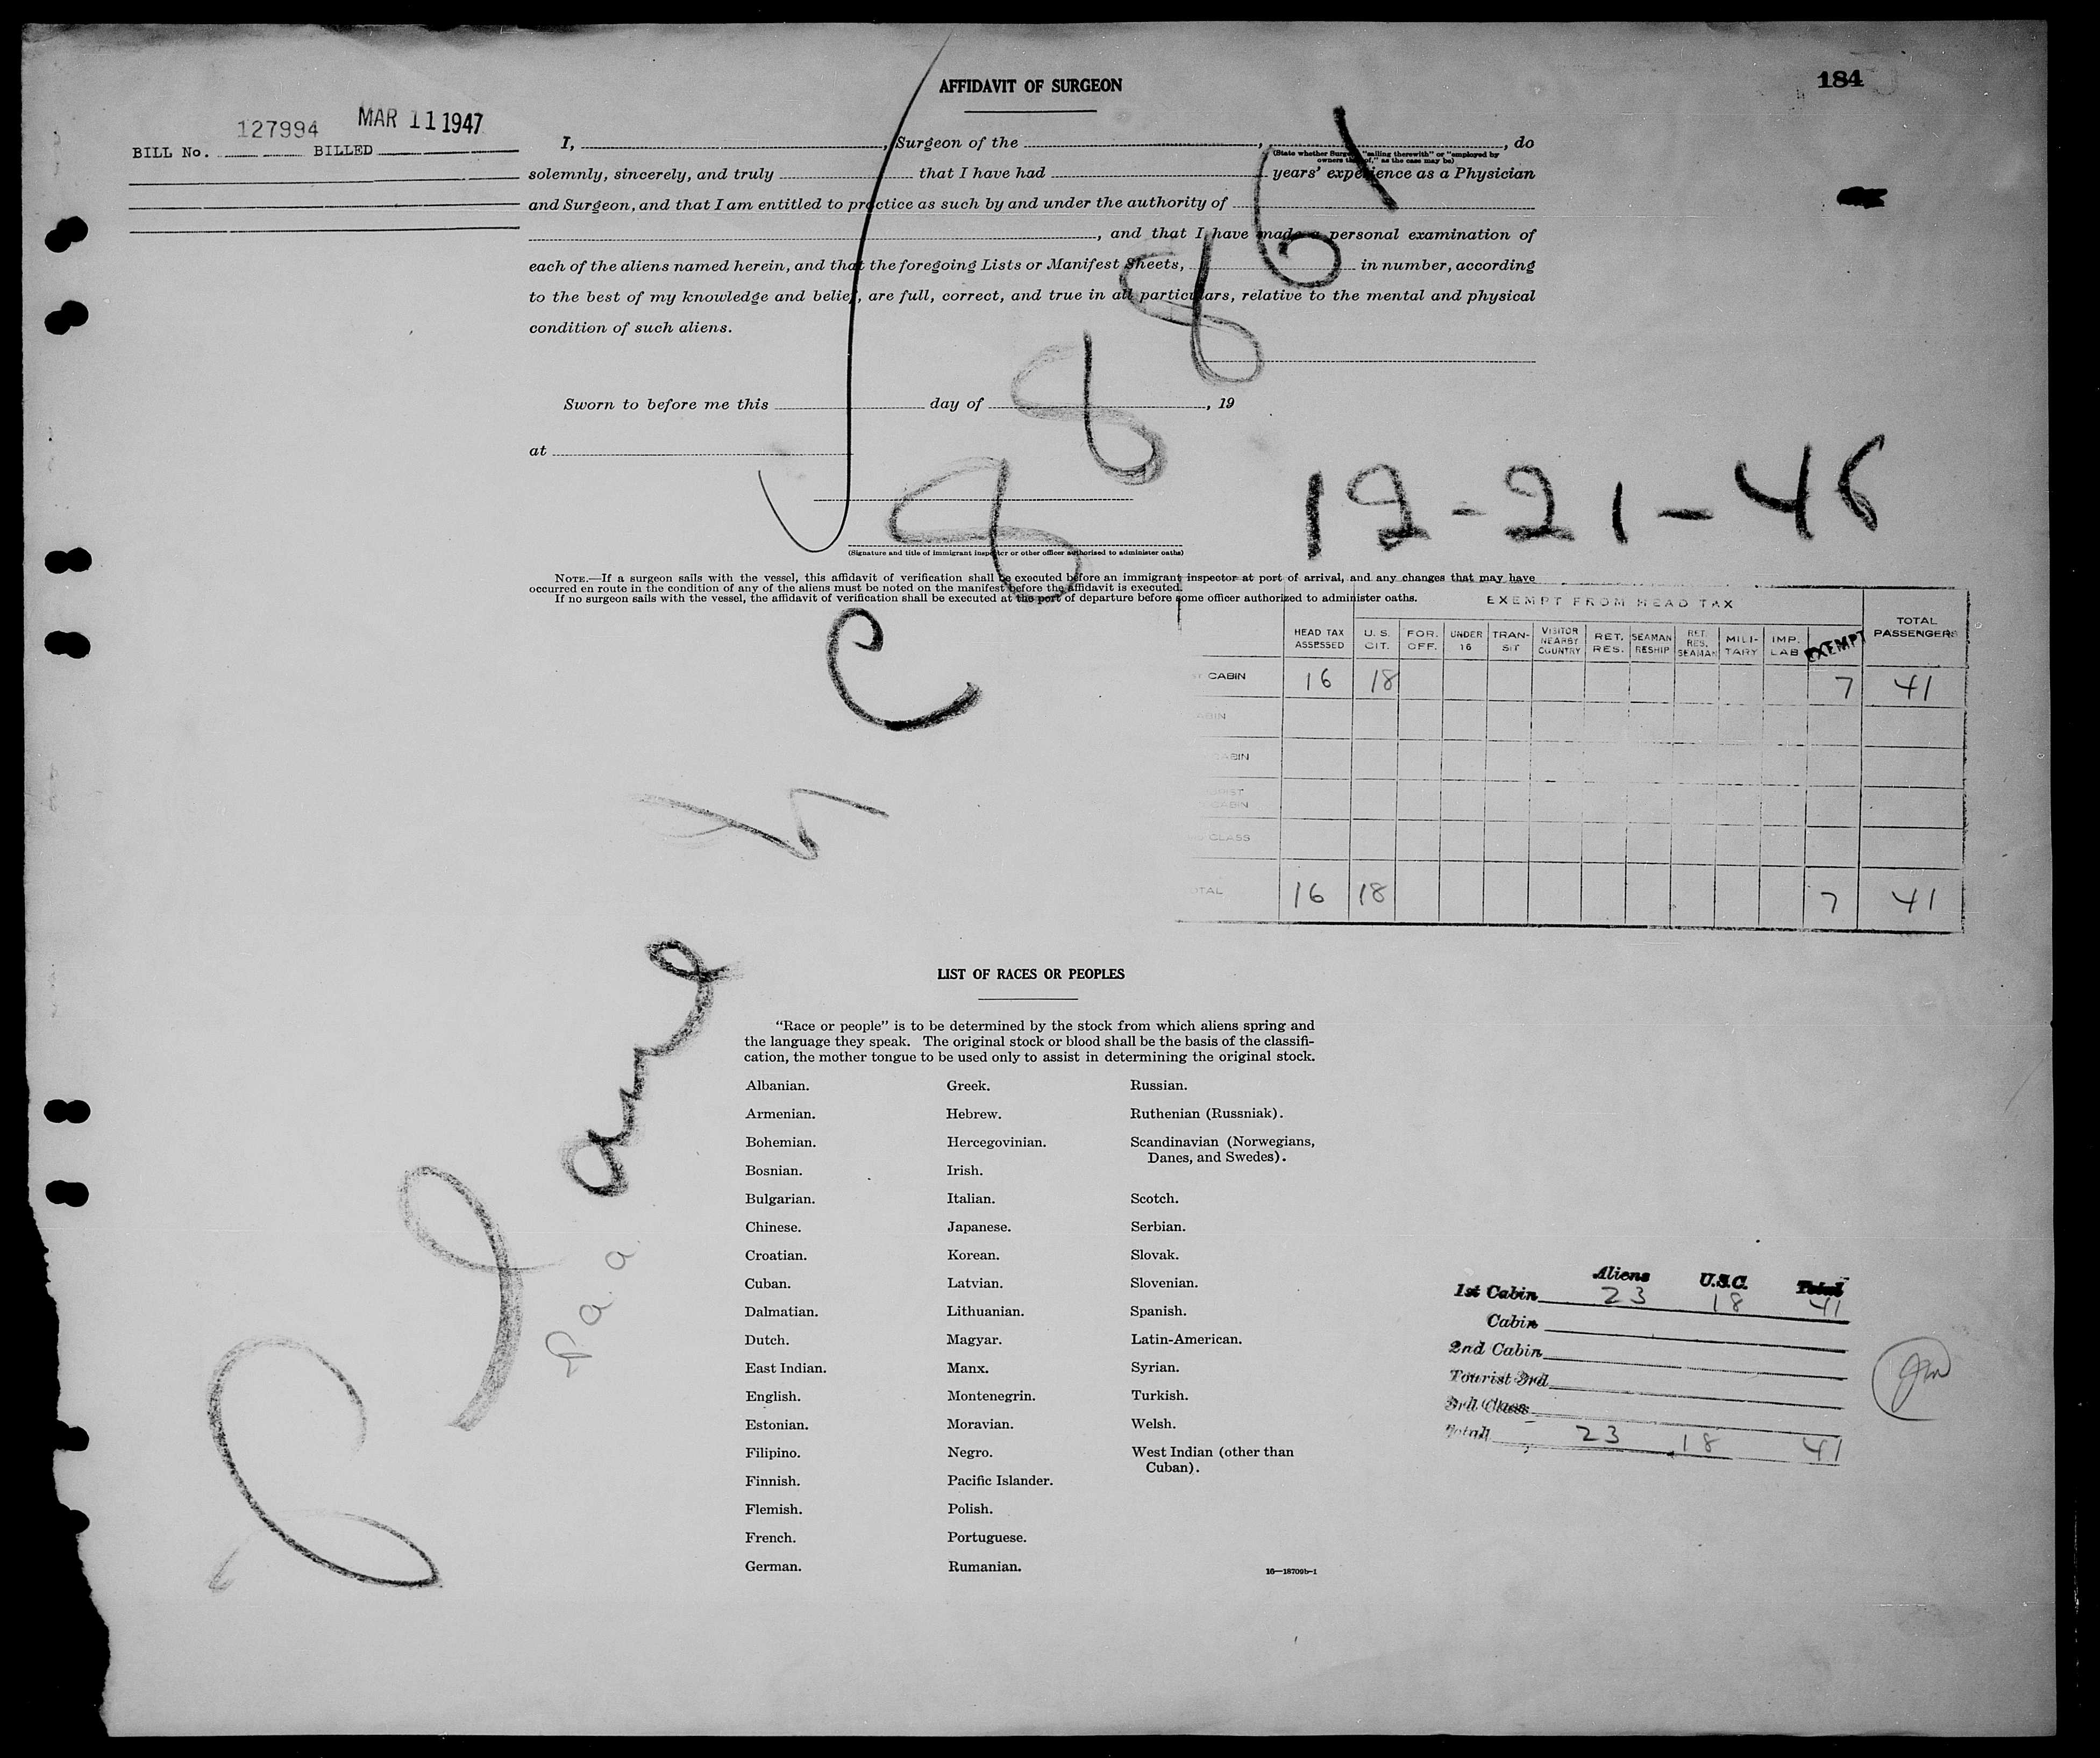 AFFIDAVIT OF SURGEON
184
127994 MAR 11 1947
BILL No. BILLED
I, , Surgeon of the , , do
(State whether Surgeon "sailing therewith" or "employed by
owners thereof," as the case may be)
solemnly, sincerely, and truly that I have had years' experience as a Physician
and Surgeon, and that I am entitled to practice as such by and under the authority of
, and that I have made a personal examination of
each of the aliens named herein, and that the foregoing Lists or Manifest Sheets, in number, according
to the best of my knowledge and belief, are full, correct, and true in all particulars, relative to the mental and physical
condition of such aliens.
Sworn to before me this day of , 19
at
12-21-46
(Signature and title of immigrant inspector or other officer authorized to administer oaths)
NOTE.—If a surgeon sails with the vessel, this affidavit of verification shall be executed before an immigrant inspector at port of arrival, and any changes that may have
occurred en route in the condition of any of the aliens must be noted on the manifest before the affidavit is executed.
If no surgeon sails with the vessel, the affidavit of verification shall be executed at the port of departure before some officer authorized to administer oaths.
Plane
NC
88861
Paa
EXEMPT FROM HEAD TAX
HEAD TAX ASSESSED U. S. CIT. FOR. OFF. UNDER 16 TRAN-SIT VISITOR NEARBY COUNTRY RET. RES. SEAMAN RESHIP RET. RES. SEAMAN MILI-TARY IMP. LAB EXEMPT TOTAL PASSENGERS
CABIN 16 18 7 41
CABIN
CABIN
CABIN
CLASS
TOTAL 16 18 7 41
LIST OF RACES OR PEOPLES
"Race or people" is to be determined by the stock from which aliens spring and
the language they speak. The original stock or blood shall be the basis of the classifi-
cation, the mother tongue to be used only to assist in determining the original stock.
Albanian.
Armenian.
Bohemian.
Bosnian.
Bulgarian.
Chinese.
Croatian.
Cuban.
Dalmatian.
Dutch.
East Indian.
English.
Estonian.
Filipino.
Finnish.
Flemish.
French.
German.
Greek.
Hebrew.
Hercegovinian.
Irish.
Italian.
Japanese.
Korean.
Latvian.
Lithuanian.
Magyar.
Manx.
Montenegrin.
Moravian.
Negro.
Pacific Islander.
Polish.
Portuguese.
Rumanian.
Russian.
Ruthenian (Russniak).
Scandinavian (Norwegians,
Danes, and Swedes).
Scotch.
Serbian.
Slovak.
Slovenian.
Spanish.
Latin-American.
Syrian.
Turkish.
Welsh.
West Indian (other than
Cuban).
16—18709b-1
Aliens U.S.C. Total
1st Cabin 23 18 41
Cabin
2nd Cabin
Tourist 3rd
3rd Class
Total 23 18 41